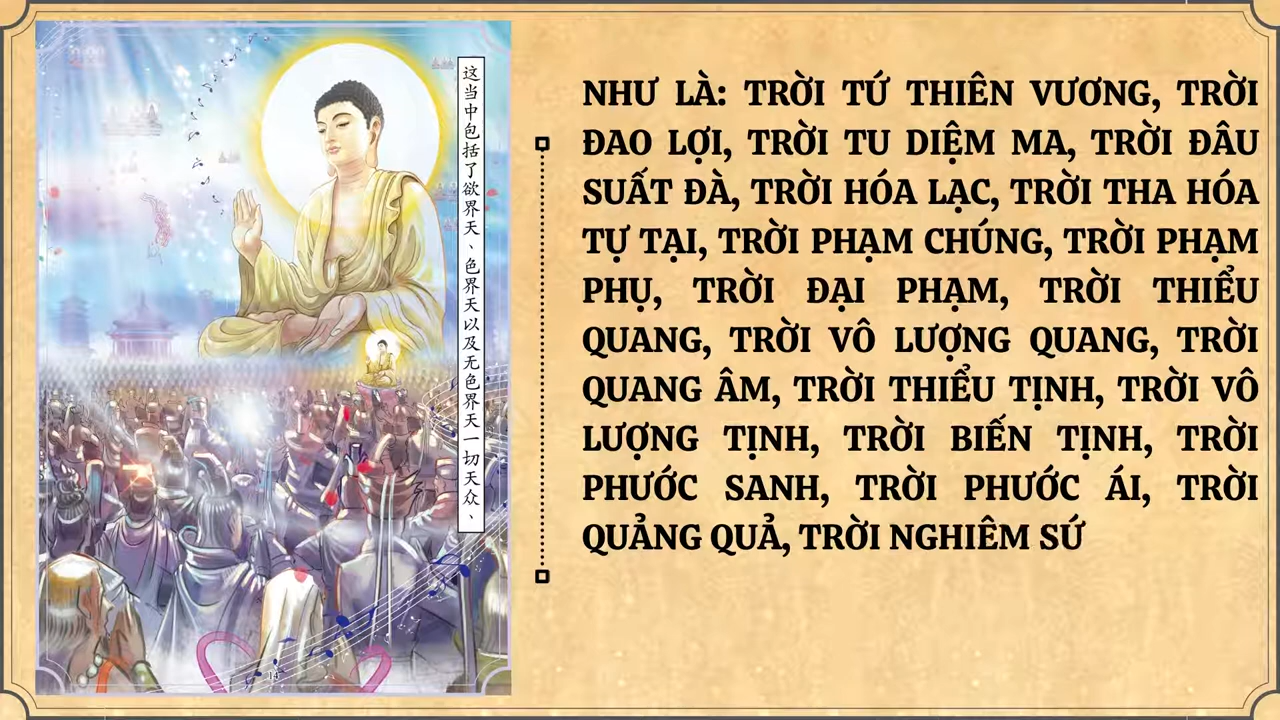 这当中包括了欲界天、色界天以及无色界天一切天众、
NHƯ LÀ: TRỜI TỨ THIÊN VƯƠNG, TRỜI
ĐAO LỢI, TRỜI TU DIỆM MA, TRỜI ĐÂU
SUẤT ĐÀ, TRỜI HÓA LẠC, TRỜI THA HÓA
TỰ TẠI, TRỜI PHẠM CHÚNG, TRỜI PHẠM
PHỤ, TRỜI ĐẠI PHẠM, TRỜI THIỂU
QUANG, TRỜI VÔ LƯỢNG QUANG, TRỜI
QUANG ÂM, TRỜI THIỂU TỊNH, TRỜI VÔ
LƯỢNG TỊNH, TRỜI BIẾN TỊNH, TRỜI
PHƯỚC SANH, TRỜI PHƯỚC ÁI, TRỜI
QUẢNG QUẢ, TRỜI NGHIÊM SỨ
14